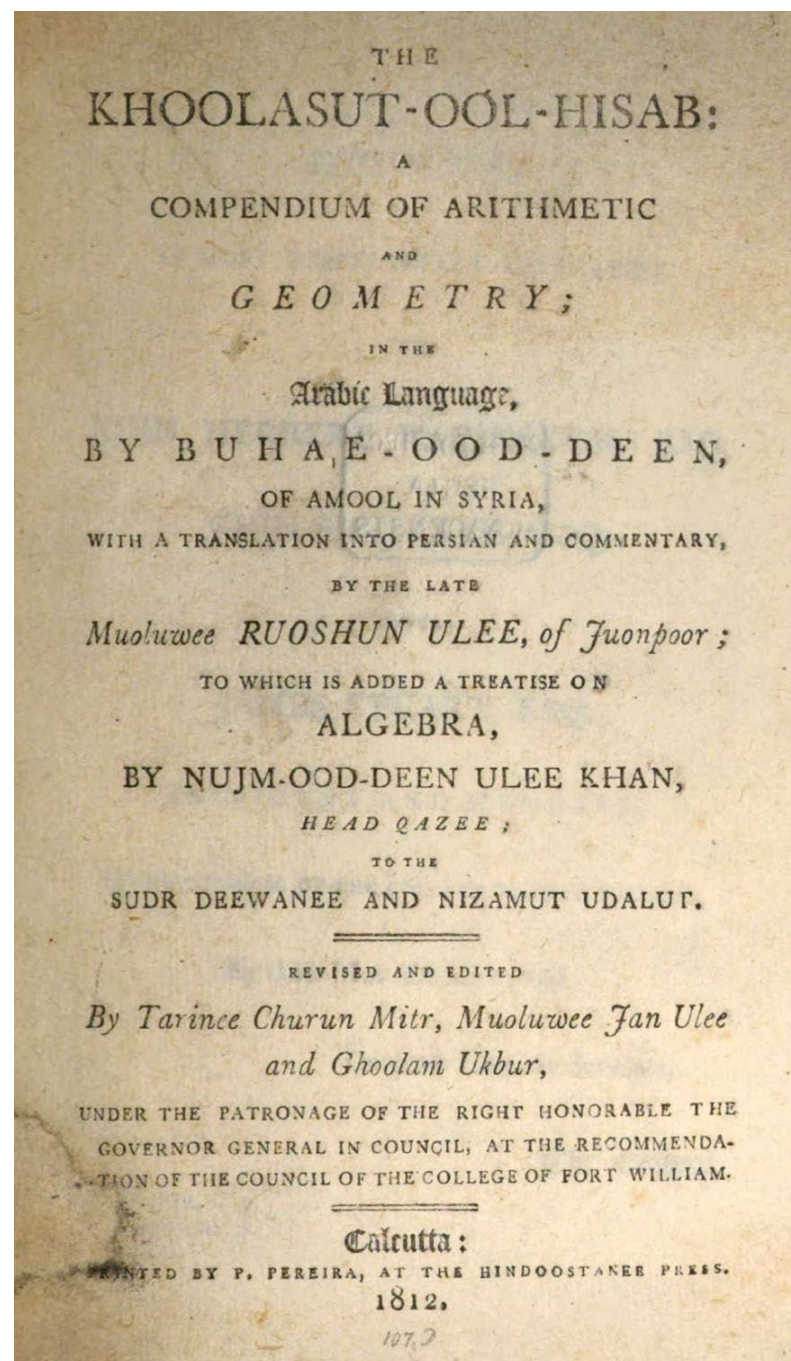 THE
KHOOLASUT-OOL-HISAB:
A
COMPENDIUM OF ARITHMETIC
AND
GEOMETRY;
IN THE
Arabic Language,
BY BUHA,E-OOD-DEEN,
OF AMOOL IN SYRIA,
WITH A TRANSLATION INTO PERSIAN AND COMMENTARY,
BY THE LATE
Muoluwee RUOSHUN ULEE, of Juonpoor;
TO WHICH IS ADDED A TREATISE ON
ALGEBRA,
BY NUJM-OOD-DEEN ULEE KHAN,
HEAD QAZEE;
TO THE
SUDR DEEWANEE AND NIZAMUT UDALUT.
REVISED AND EDITED
By Tarince Churun Mitr, Muoluwee Jan Ulee
and Ghoolam Ukbur,
UNDER THE PATRONAGE OF THE RIGHT HONORABLE THE
GOVERNOR GENERAL IN COUNCIL, AT THE RECOMMENDA-
-TION OF THE COUNCIL OF THE COLLEGE OF FORT WILLIAM.
Calcutta:
PRINTED BY P. PEREIRA, AT THE HINDOOSTANEE PRESS.
1812.